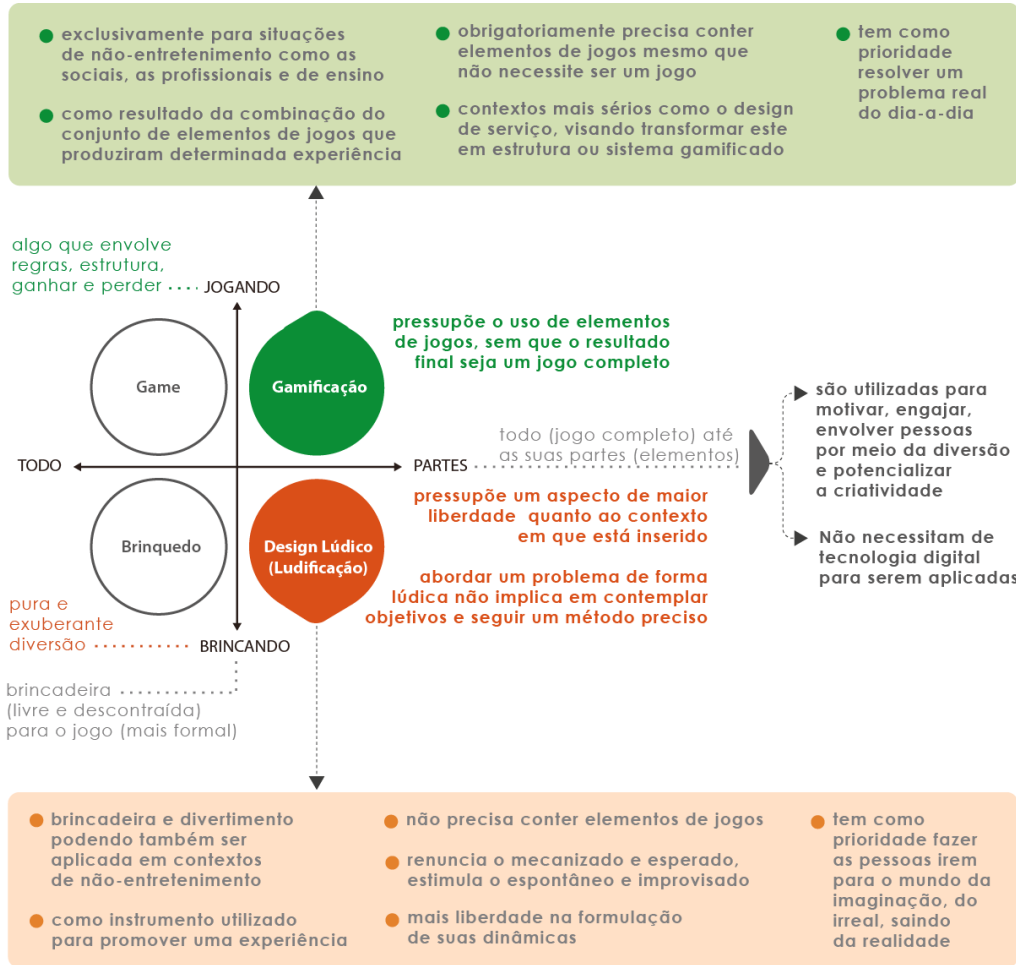 exclusivamente para situações
de não-entretenimento como as
sociais, as profissionais e de ensino
como resultado da combinação do
conjunto de elementos de jogos que
produziram determinada experiência
obrigatoriamente precisa conter
elementos de jogos mesmo que
não necessite ser um jogo
contextos mais sérios como o design
de serviço, visando transformar este
em estrutura ou sistema gamificado
tem como
prioridade
resolver um
problema real
do dia-a-dia
algo que envolve
regras, estrutura,
ganhar e perder
JOGANDO
Game
Gamificação
pressupõe o uso de elementos
de jogos, sem que o resultado
final seja um jogo completo
TODO
PARTES
todo (jogo completo) até
as suas partes (elementos)
são utilizadas para
motivar, engajar,
envolver pessoas
por meio da diversão
e potencializar
a criatividade
Não necessitam de
tecnologia digital
para serem aplicadas
Brinquedo
Design Lúdico
(Ludificação)
pressupõe um aspecto de maior
liberdade quanto ao contexto
em que está inserido
abordar um problema de forma
lúdica não implica em contemplar
objetivos e seguir um método preciso
pura e
exuberante
diversão
BRINCANDO
brincadeira
(livre e descontraída)
para o jogo (mais formal)
brincadeira e divertimento
podendo também ser
aplicada em contextos
de não-entretenimento
como instrumento utilizado
para promover uma experiência
não precisa conter elementos de jogos
renuncia o mecanizado e esperado,
estimula o espontâneo e improvisado
mais liberdade na formulação
de suas dinâmicas
tem como
prioridade fazer
as pessoas irem
para o mundo da
imaginação, do
irreal, saindo
da realidade